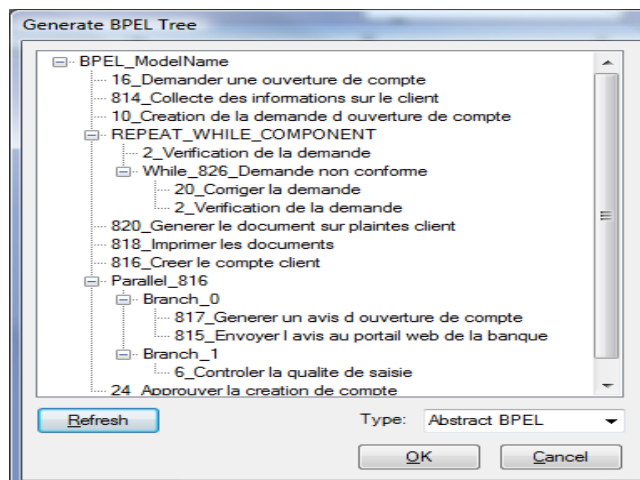 Generate BPEL Tree
BPEL_ModelName
16_Demander une ouverture de compte
814_Collecte des informations sur le client
10_Creation de la demande d ouverture de compte
REPEAT_WHILE_COMPONENT
2_Verification de la demande
While_826_Demande non conforme
20_Corriger la demande
2_Verification de la demande
820_Generer le document sur plaintes client
818_Imprimer les documents
816_Creer le compte client
Parallel_816
Branch_0
817_Generer un avis d ouverture de compte
815_Envoyer l avis au portail web de la banque
Branch_1
6_Controler la qualite de saisie
24_Approuver la creation de compte
Refresh Type: Abstract BPEL
OK Cancel